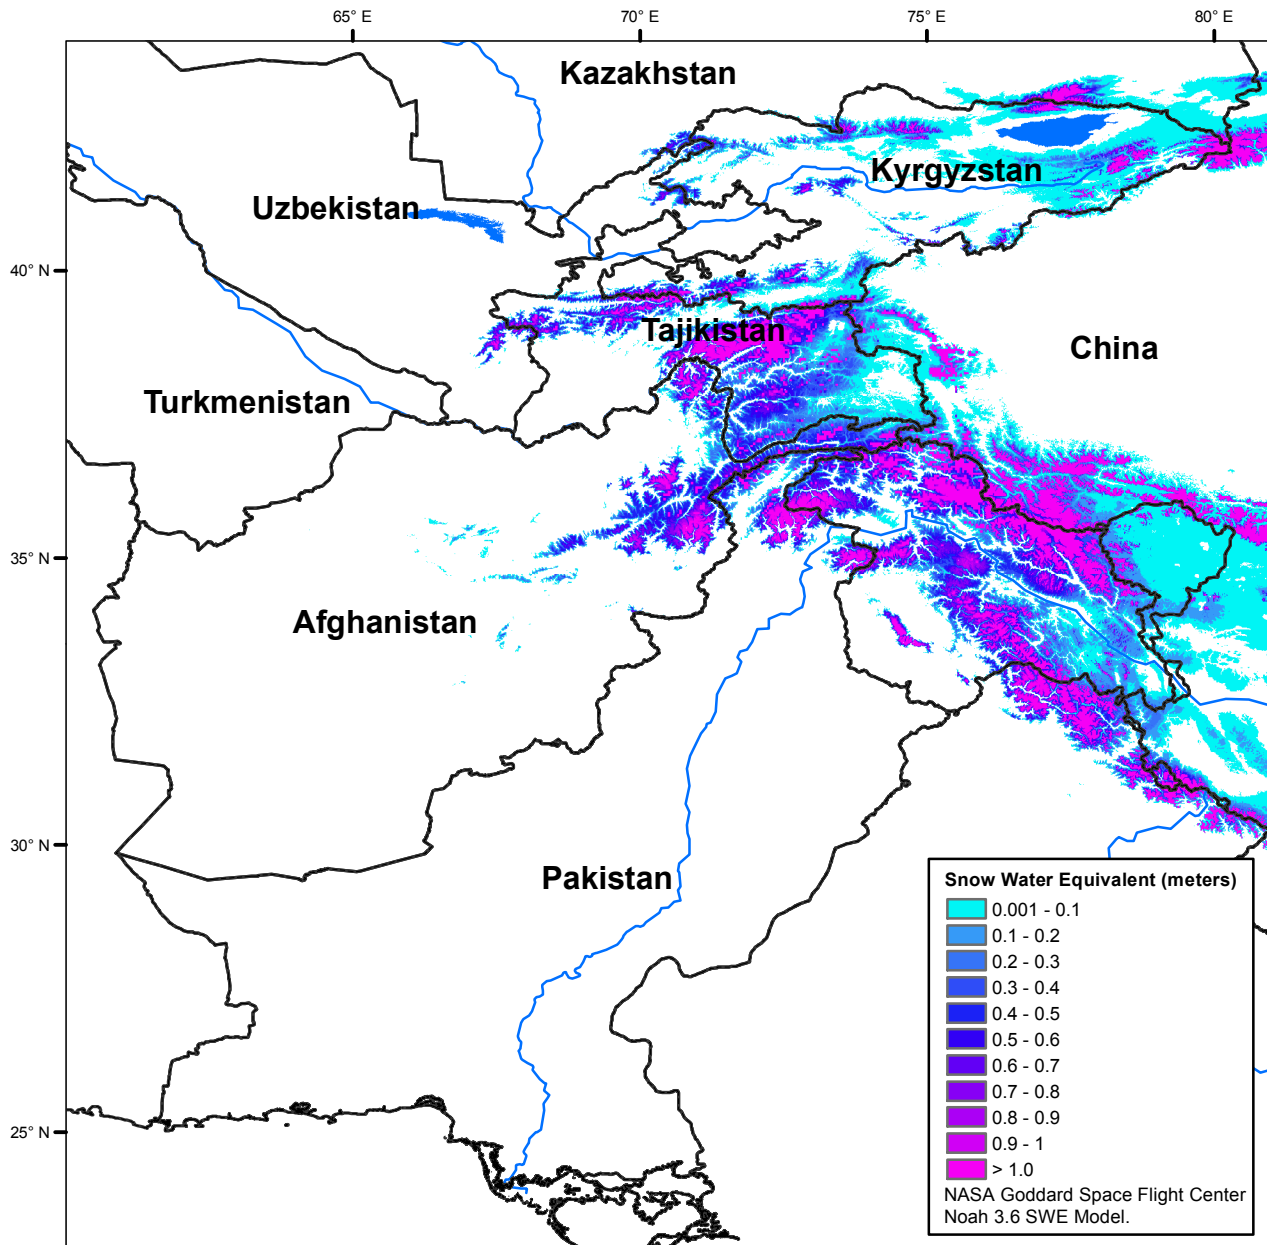 65° E
70° E
75° E
80° E
Kazakhstan
Kyrgyzstan
Uzbekistan
40° N
Tajikistan
China
Turkmenistan
35° N
Afghanistan
30° N
Pakistan
25° N
Snow Water Equivalent (meters)
0.001 - 0.1
0.1 - 0.2
0.2 - 0.3
0.3 - 0.4
0.4 - 0.5
0.5 - 0.6
0.6 - 0.7
0.7 - 0.8
0.8 - 0.9
0.9 - 1
> 1.0
NASA Goddard Space Flight Center
Noah 3.6 SWE Model.